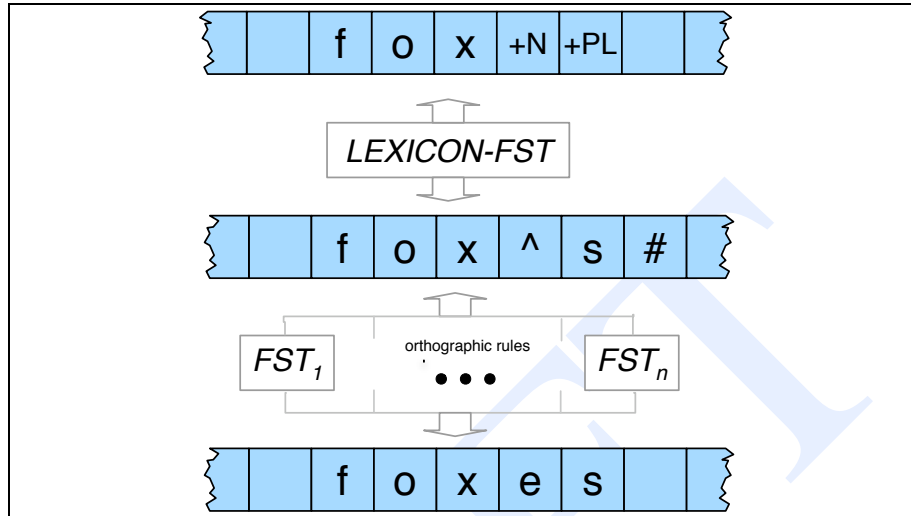 f o x +N +PL
LEXICON-FST
f o x ^ s #
orthographic rules
FST1 • • • FSTn
f o x e s